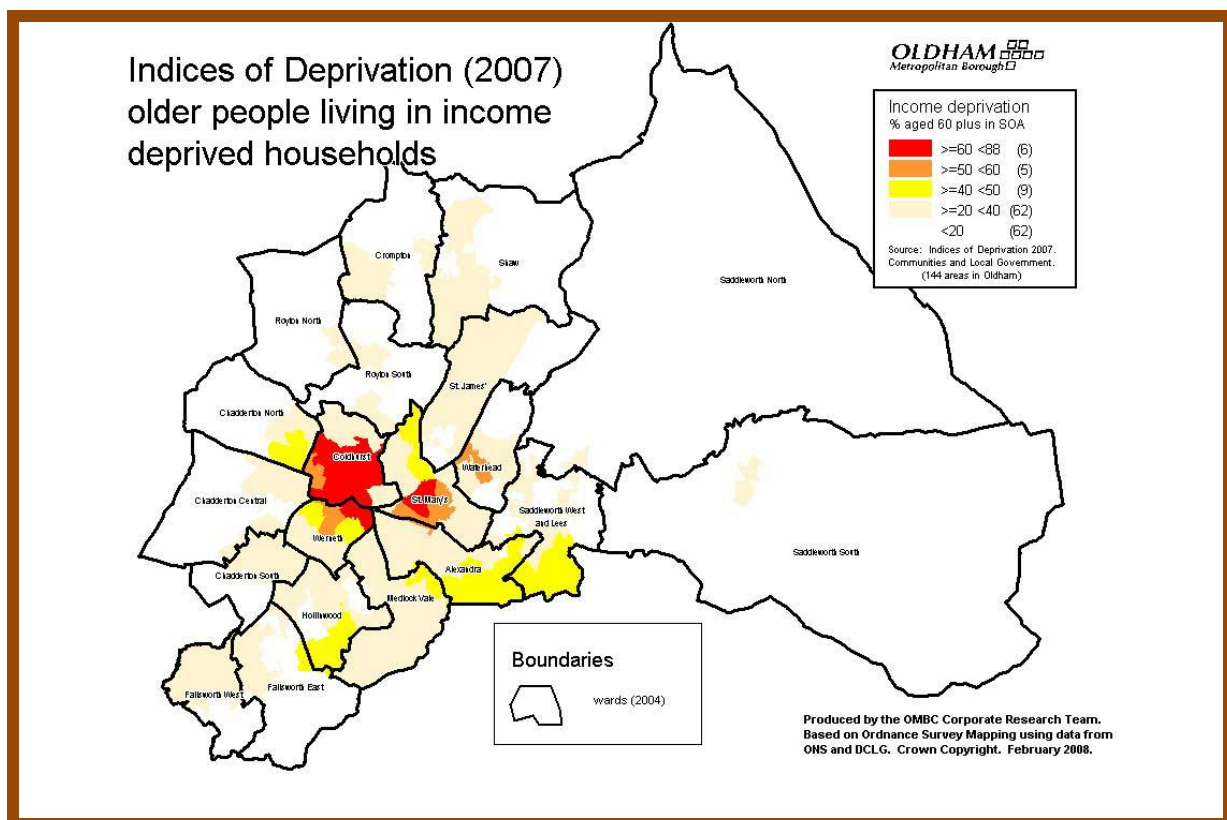 Indices of Deprivation (2007)
older people living in income
deprived households
OLDHAM
Metropolitan Borough
Income deprivation
% aged 60 plus in SOA
>=60 <88 (6)
>=50 <60 (5)
>=40 <50 (9)
>=20 <40 (62)
<20 (62)
Source: Indices of Deprivation 2007.
Communities and Local Government.
(144 areas in Oldham)
Crompton
Shaw
Saddleworth North
Royton North
Royton South
St. James'
Chadderton North
Coldhurst
Waterhead
Chadderton Central
St. Mary's
Saddleworth West
and Lees
Werneth
Saddleworth South
Alexandra
Chadderton South
Medlock Vale
Hollinwood
Failsworth West
Failsworth East
Boundaries
wards (2004)
Produced by the OMBC Corporate Research Team.
Based on Ordnance Survey Mapping using data from
ONS and DCLG. Crown Copyright. February 2008.